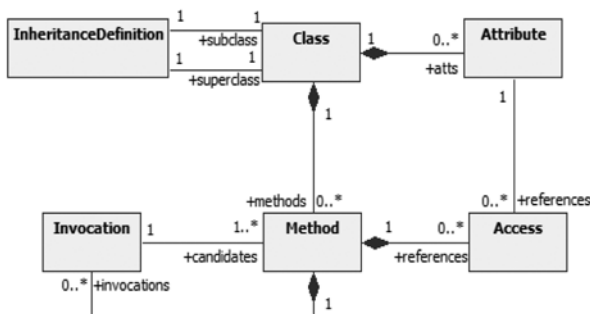 InheritanceDefinition 1 1 Class 1 0..* Attribute
+subclass
1 1
+superclass
+atts
1 1
+methods 0..* 0..* +references
Invocation 1 1..* Method 1 0..* Access
+candidates +references
0..* +invocations 1